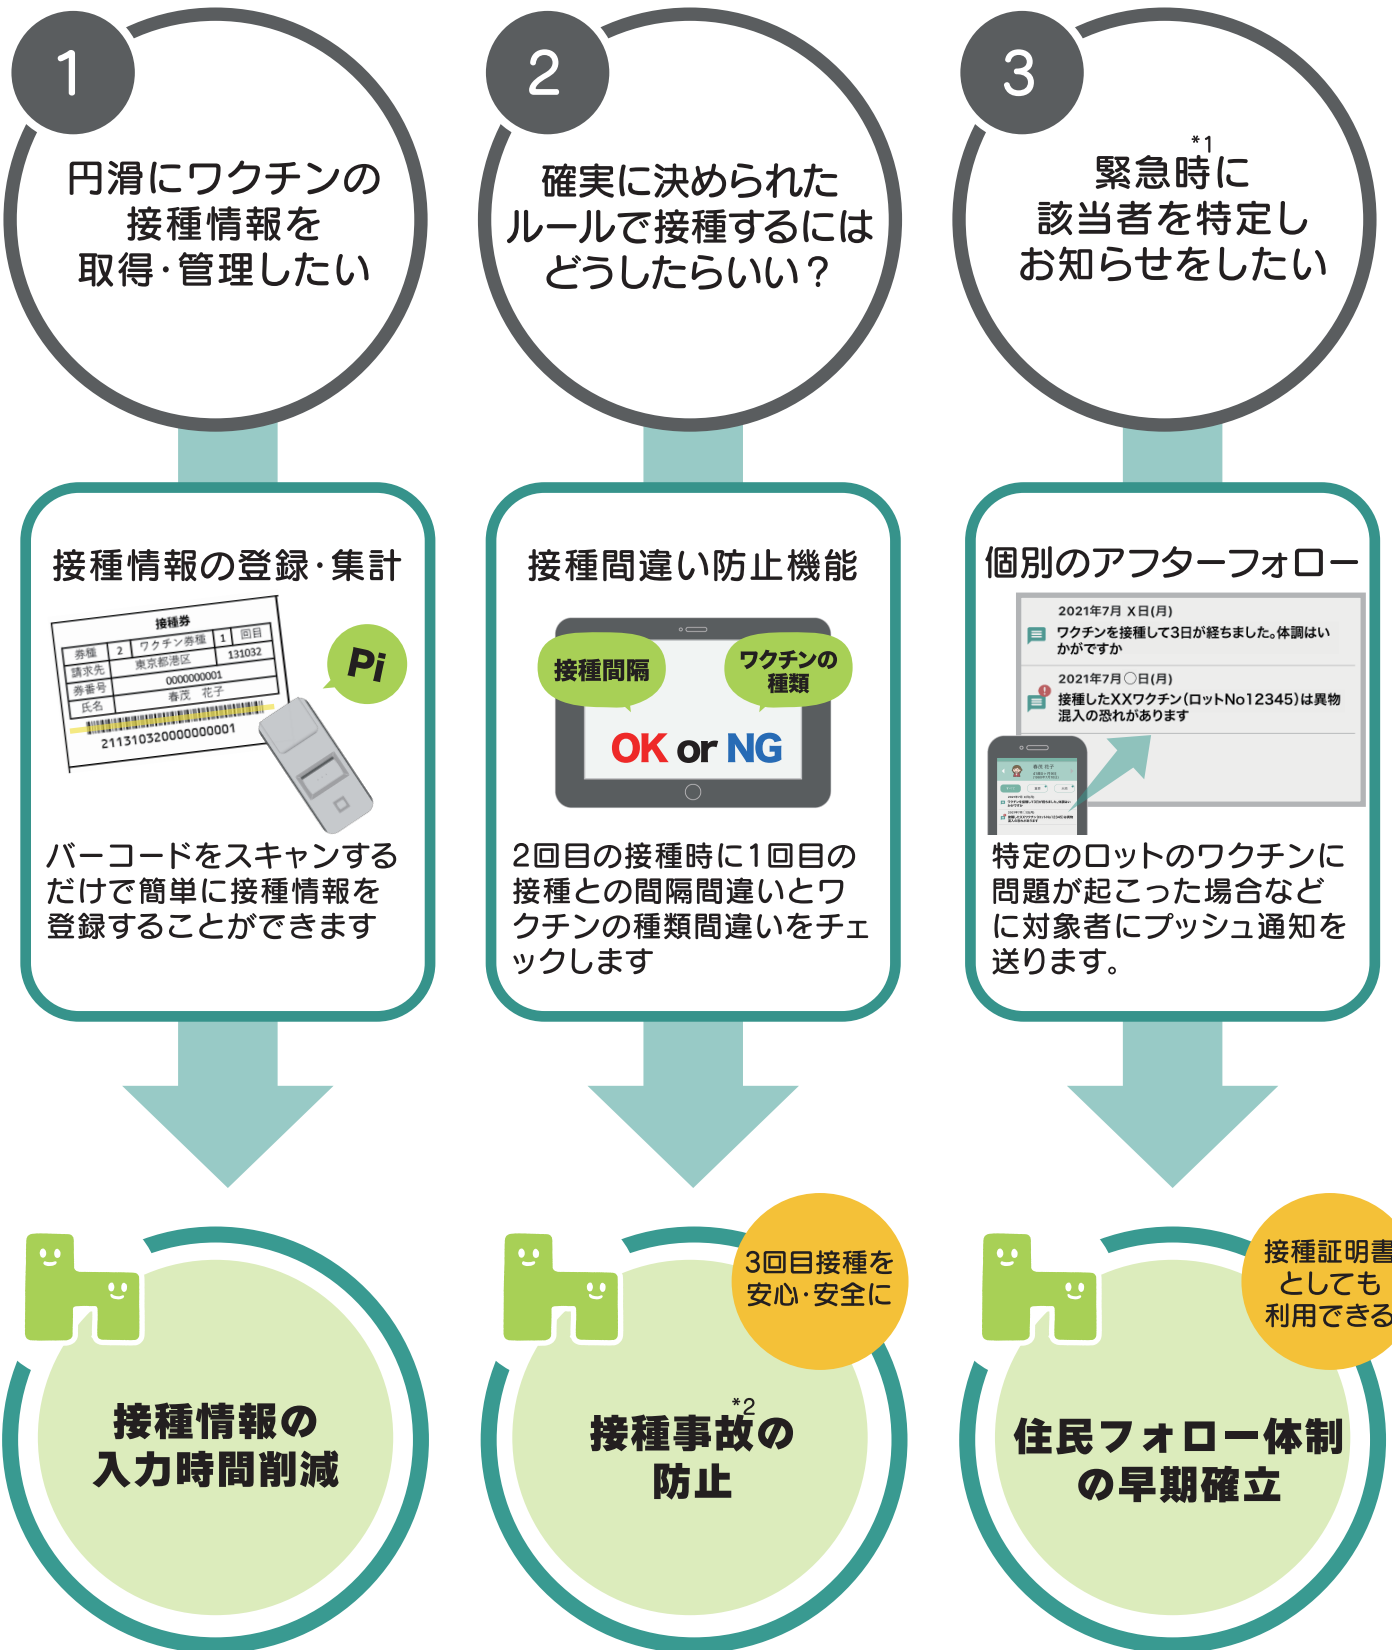 1
円滑にワクチンの
接種情報を
取得・管理したい
接種情報の登録・集計
接種券
券種 2 ワクチン券種 1 回目
請求先 東京都港区 131032
券番号 0000000001
氏名 春茂 花子
211310320000000001
Pi
バーコードをスキャンする
だけで簡単に接種情報を
登録することができます
接種情報の
入力時間削減
2
確実に決められた
ルールで接種するには
どうしたらいい？
接種間違い防止機能
接種間隔
ワクチンの
種類
OK or NG
2回目の接種時に1回目の
接種との間隔間違いとワ
クチンの種類間違いをチェ
ックします
3回目接種を
安心・安全に
接種事故の*2
防止
3
緊急時に*1
該当者を特定し
お知らせをしたい
個別のアフターフォロー
2021年7月 X日(月)
ワクチンを接種して3日が経ちました。体調はい
かがですか
2021年7月〇日(月)
接種したXXワクチン（ロットNo12345）は異物
混入の恐れがあります
春茂 花子
特定のロットのワクチンに
問題が起こった場合など
に対象者にプッシュ通知を
送ります。
接種証明書
としても
利用できる
住民フォロー体制
の早期確立